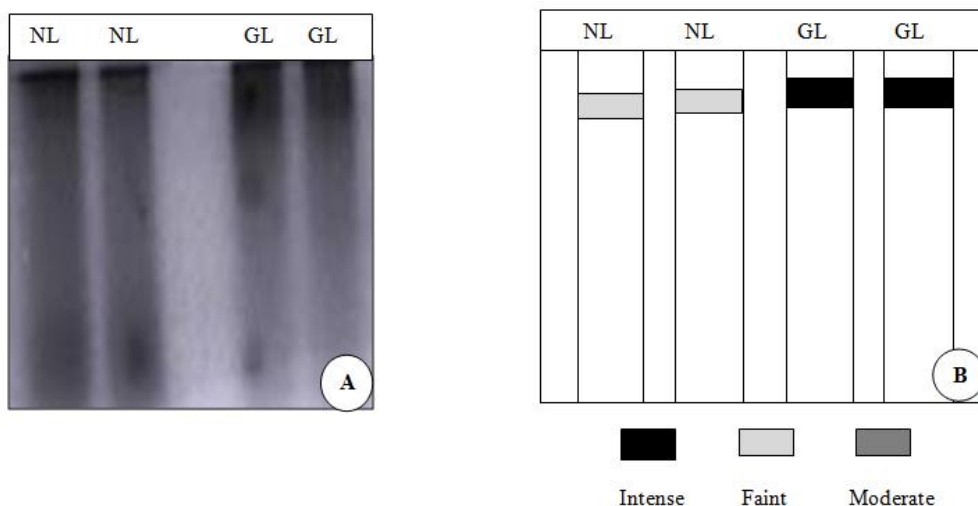 NL NL GL GL
A
NL NL GL GL
B
Intense Faint Moderate